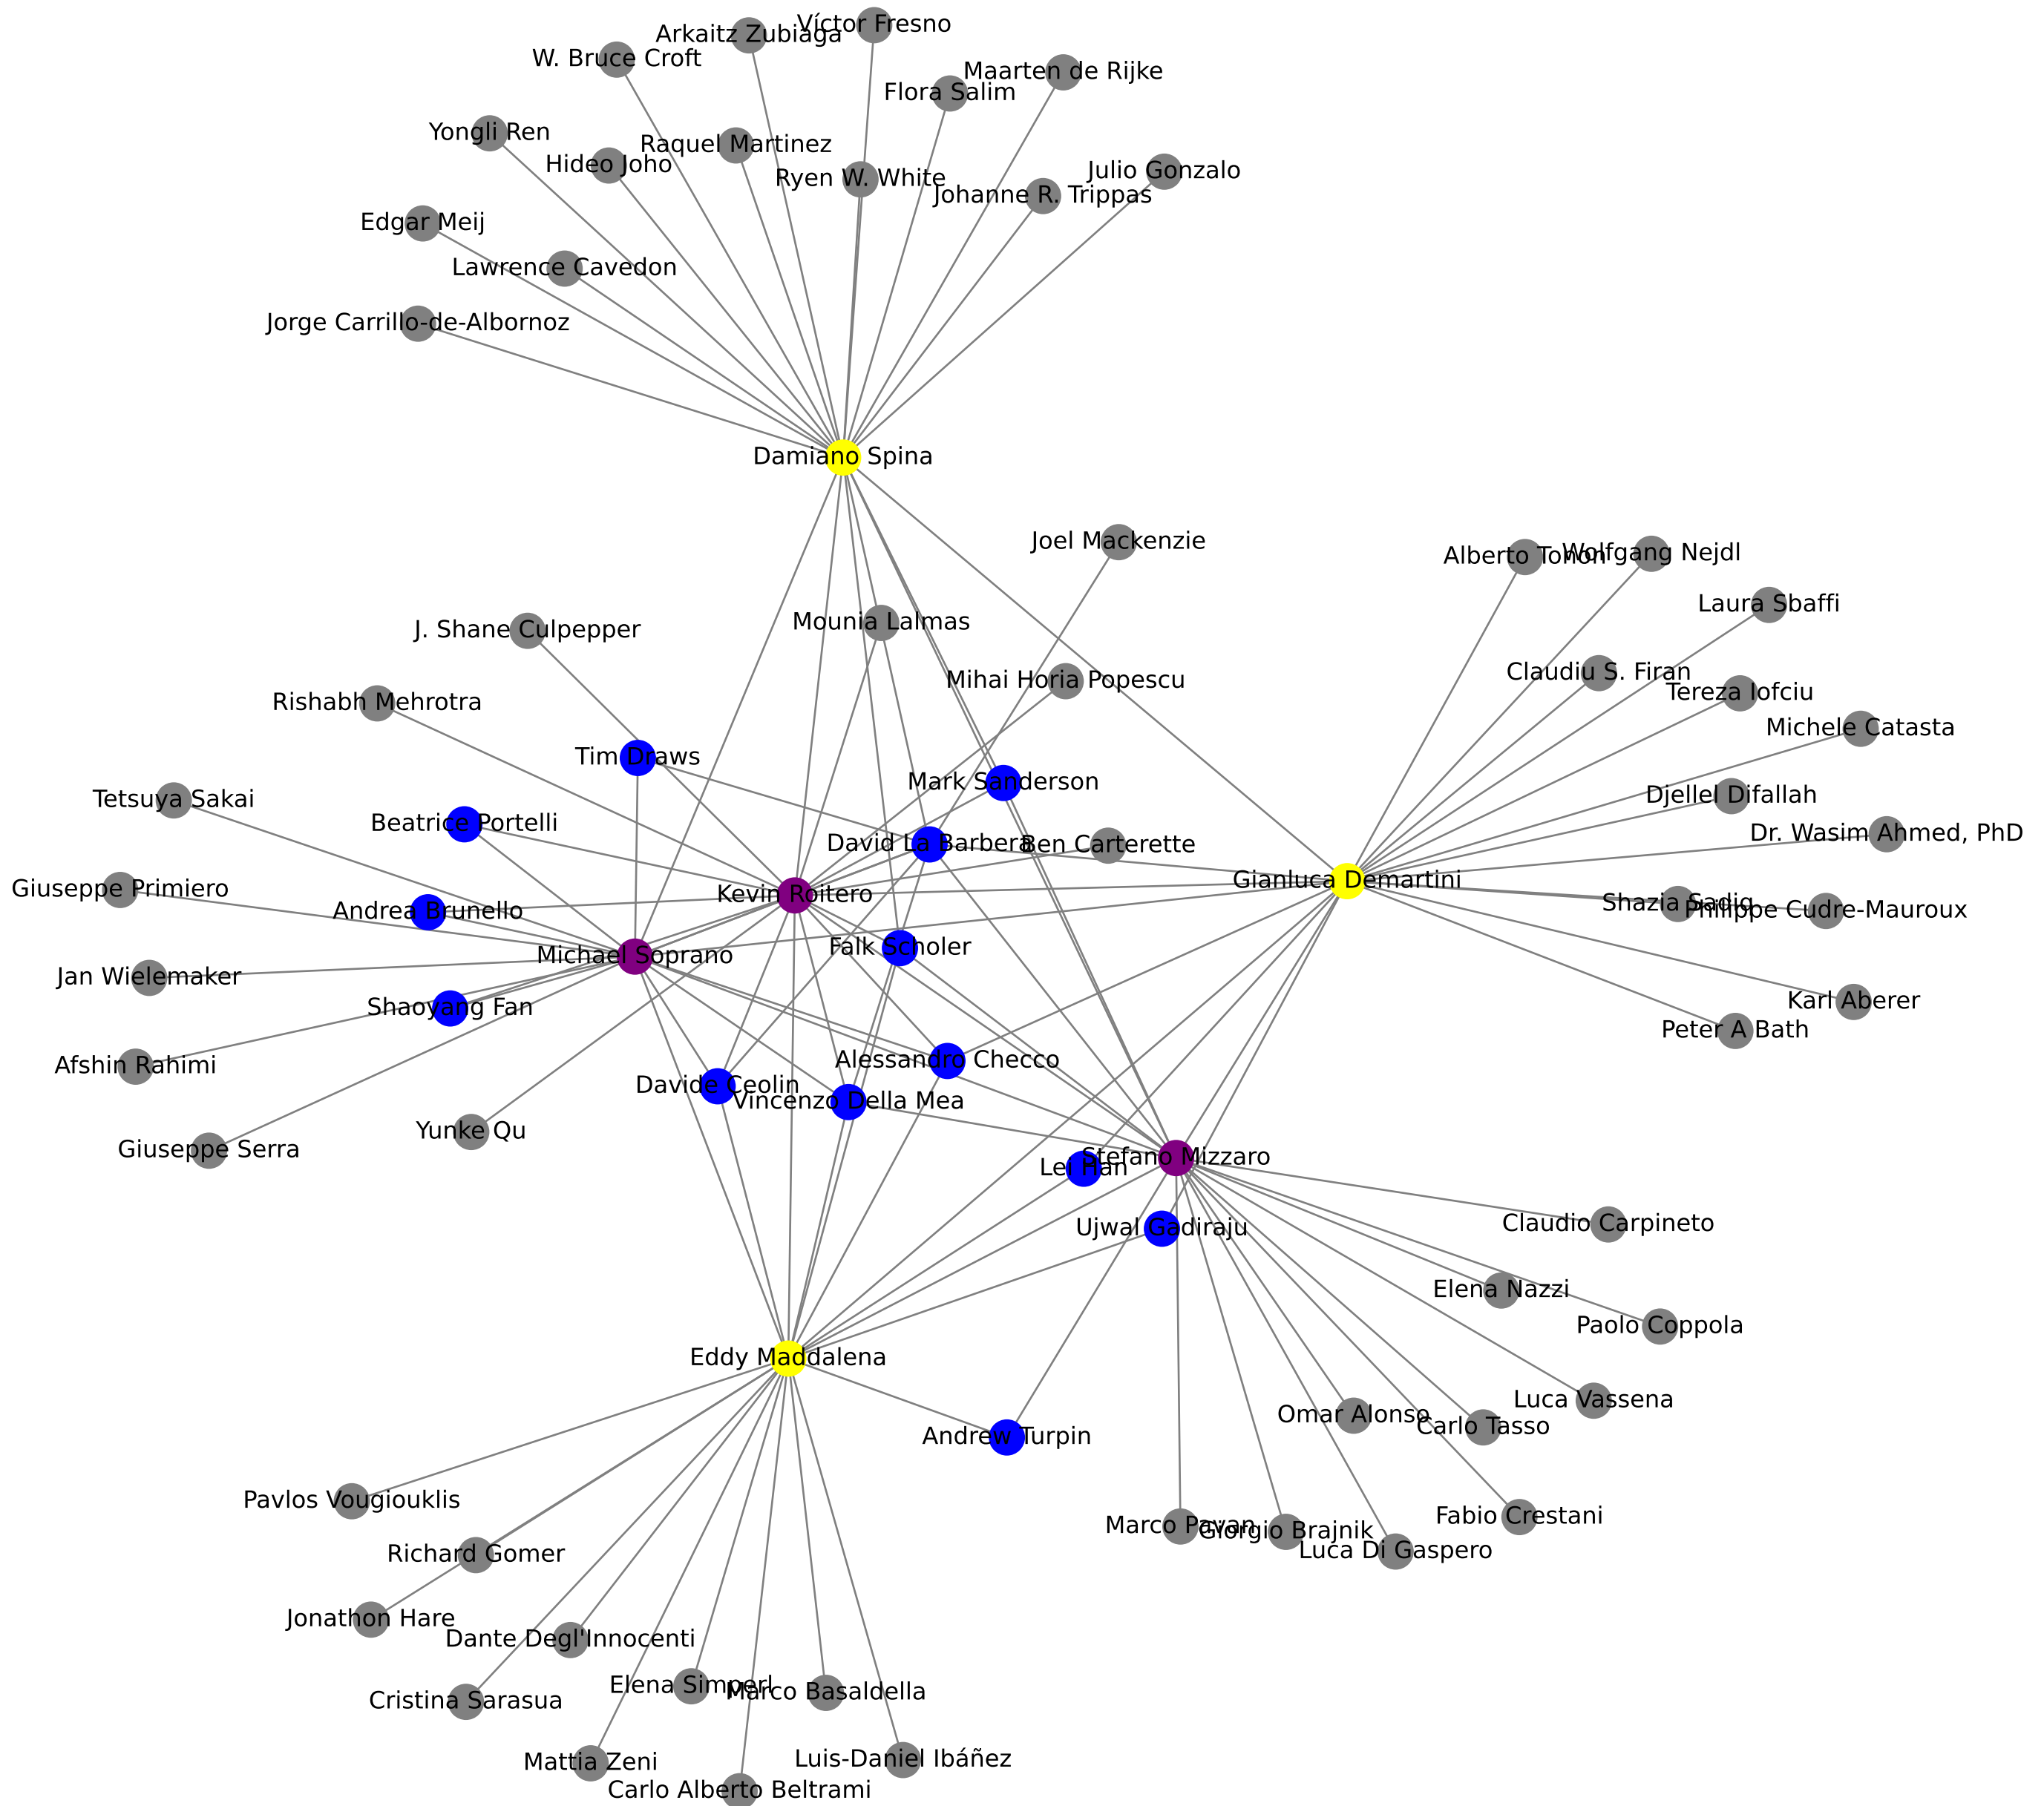 Víctor Fresno
Arkaitz Zubiaga
W. Bruce Croft
Maarten de Rijke
Flora Salim
Yongli Ren
Raquel Martinez
Hideo Joho
Ryen W. White
Julio Gonzalo
Johanne R. Trippas
Edgar Meij
Lawrence Cavedon
Jorge Carrillo-de-Albornoz
Damiano Spina
Joel Mackenzie
Alberto Tonon
Wolfgang Nejdl
Laura Sbaffi
Mounia Lalmas
J. Shane Culpepper
Claudiu S. Firan
Mihai Horia Popescu
Tereza Iofciu
Rishabh Mehrotra
Michele Catasta
Tim Draws
Mark Sanderson
Djellel Difallah
Tetsuya Sakai
Beatrice Portelli
Dr. Wasim Ahmed, PhD
David La Barbera
Ben Carterette
Gianluca Demartini
Giuseppe Primiero
Kevin Roitero
Shazia Sadiq
Philippe Cudre-Mauroux
Andrea Brunello
Falk Scholer
Michael Soprano
Jan Wielemaker
Karl Aberer
Shaoyang Fan
Peter A Bath
Alessandro Checco
Afshin Rahimi
Davide Ceolin
Vincenzo Della Mea
Yunke Qu
Giuseppe Serra
Stefano Mizzaro
Lei Han
Claudio Carpineto
Ujwal Gadiraju
Elena Nazzi
Paolo Coppola
Eddy Maddalena
Luca Vassena
Omar Alonso
Carlo Tasso
Andrew Turpin
Pavlos Vougiouklis
Fabio Crestani
Marco Pavan
Giorgio Brajnik
Luca Di Gaspero
Richard Gomer
Jonathon Hare
Dante Degl'Innocenti
Elena Simperl
Marco Basaldella
Cristina Sarasua
Luis-Daniel Ibáñez
Mattia Zeni
Carlo Alberto Beltrami